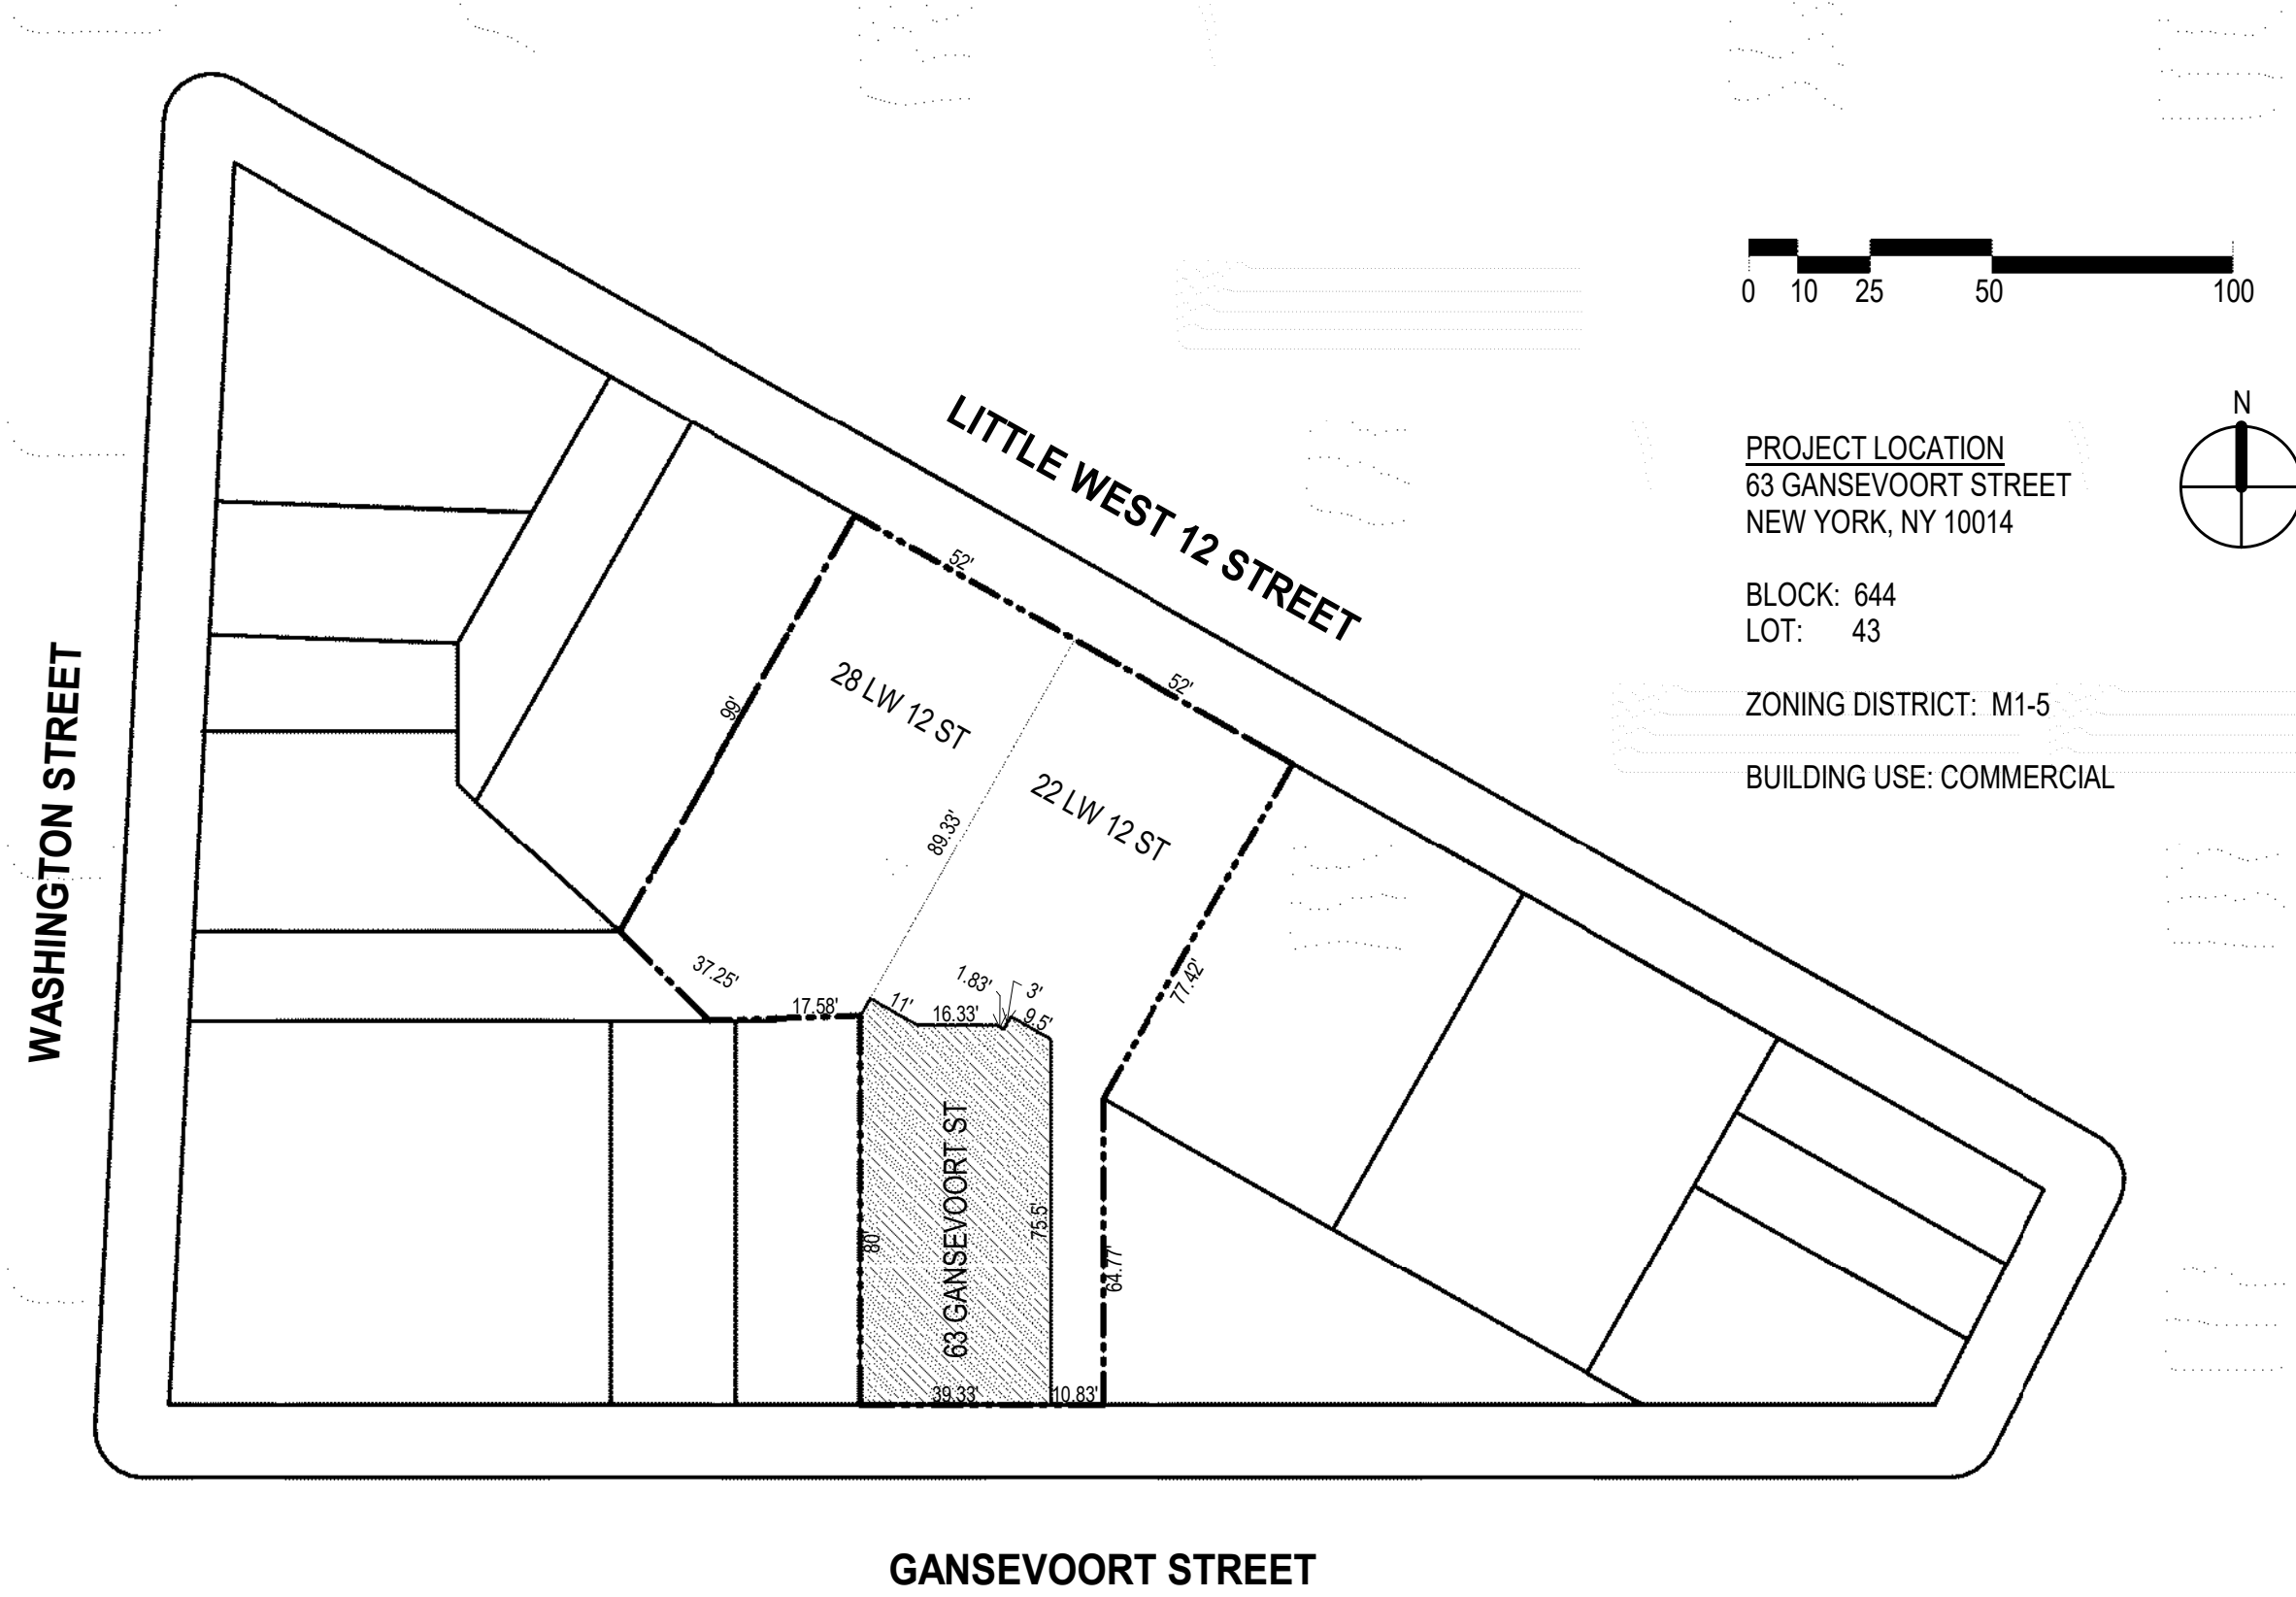 0 10 25 50 100
N
PROJECT LOCATION
63 GANSEVOORT STREET
NEW YORK, NY 10014
BLOCK: 644
LOT: 43
ZONING DISTRICT: M1-5
BUILDING USE: COMMERCIAL
LITTLE WEST 12 STREET
WASHINGTON STREET
52'
52'
99'
28 LW 12 ST
22 LW 12 ST
89.33'
77.42'
37.25'
17.58'
11'
16.33'
1.83'
3'
9.5'
63 GANSEVOORT ST
80'
75.5'
64.77'
39.33'
10.83'
GANSEVOORT STREET